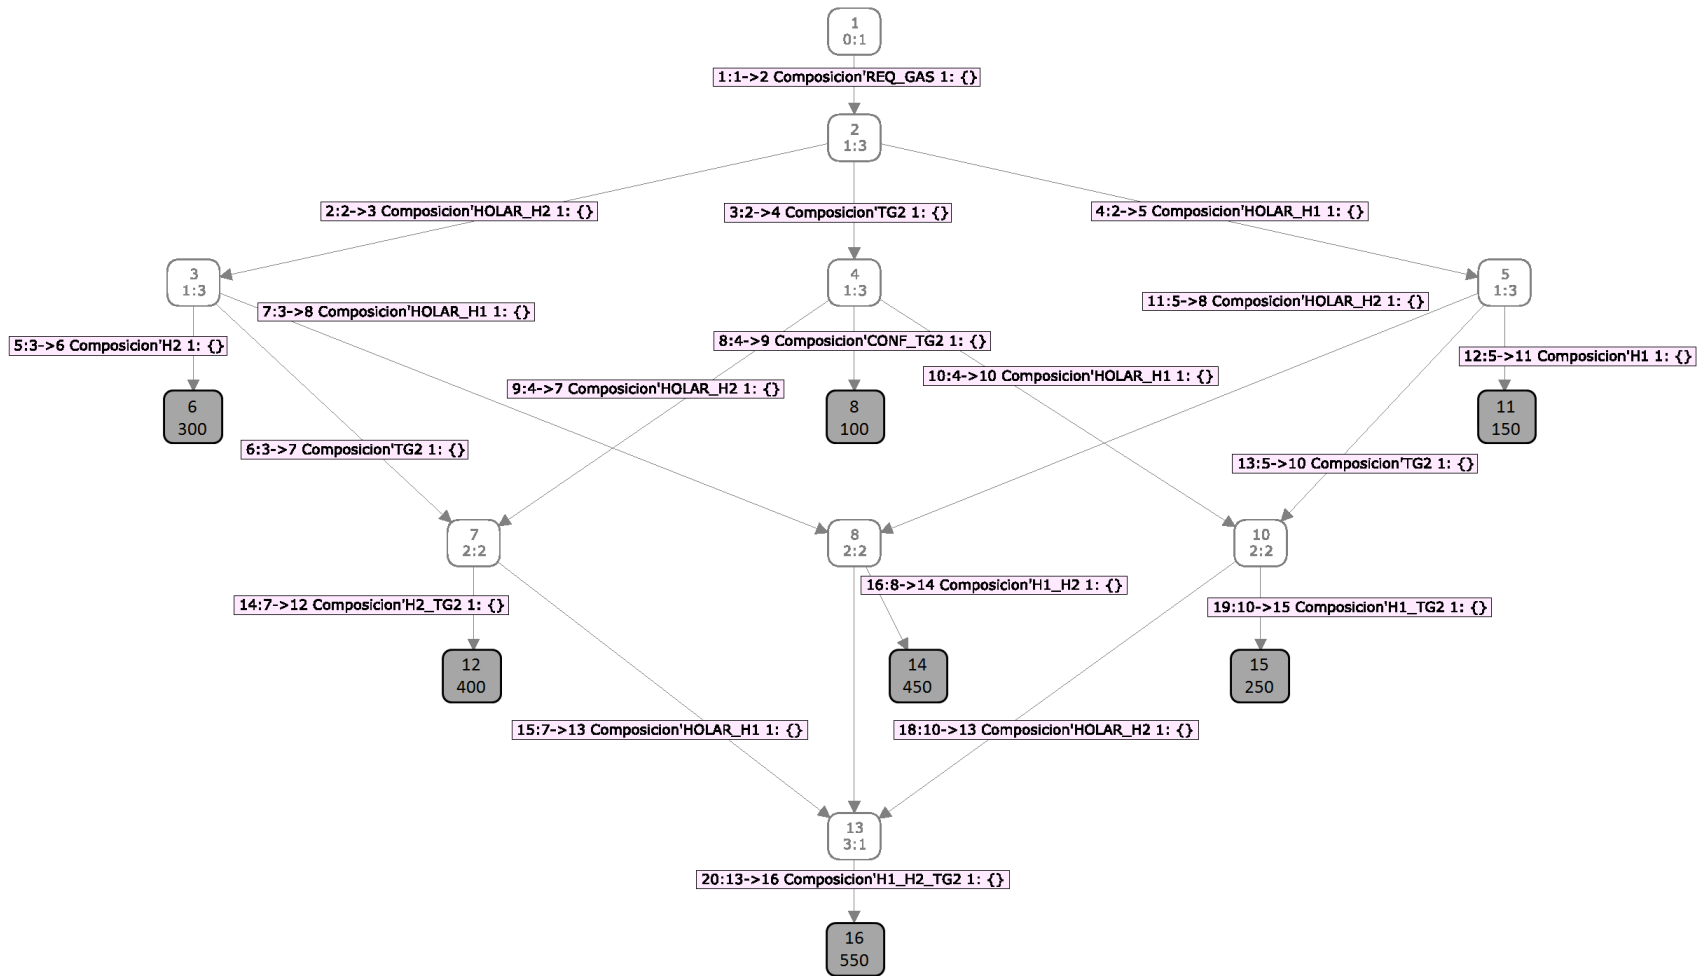 1
0:1
1:1->2 Composicion'REQ_GAS 1: {}
2
1:3
2:2->3 Composicion'HOLAR_H2 1: {}
3:2->4 Composicion'TG2 1: {}
4:2->5 Composicion'HOLAR_H1 1: {}
3
1:3
4
1:3
5
1:3
7:3->8 Composicion'HOLAR_H1 1: {}
11:5->8 Composicion'HOLAR_H2 1: {}
5:3->6 Composicion'H2 1: {}
8:4->9 Composicion'CONF_TG2 1: {}
12:5->11 Composicion'H1 1: {}
9:4->7 Composicion'HOLAR_H2 1: {}
10:4->10 Composicion'HOLAR_H1 1: {}
6
300
8
100
11
150
6:3->7 Composicion'TG2 1: {}
13:5->10 Composicion'TG2 1: {}
7
2:2
8
2:2
10
2:2
16:8->14 Composicion'H1_H2 1: {}
14:7->12 Composicion'H2_TG2 1: {}
19:10->15 Composicion'H1_TG2 1: {}
12
400
14
450
15
250
15:7->13 Composicion'HOLAR_H1 1: {}
18:10->13 Composicion'HOLAR_H2 1: {}
13
3:1
20:13->16 Composicion'H1_H2_TG2 1: {}
16
550